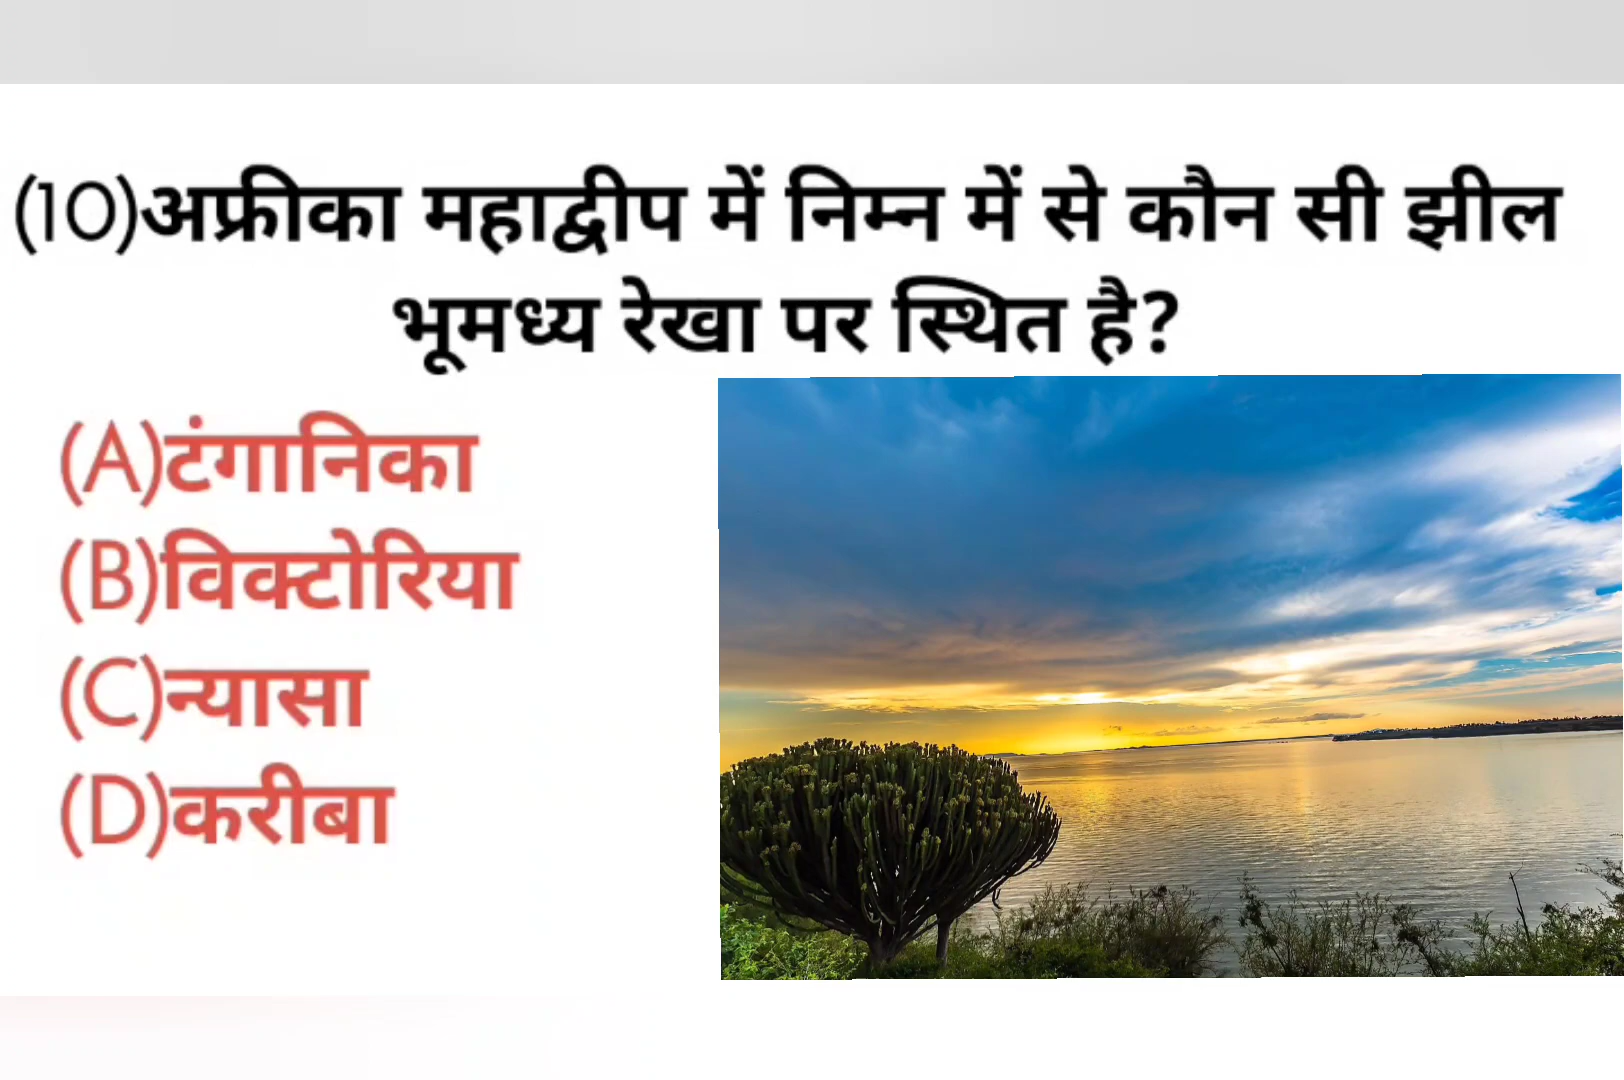 (10)अफ्रीका महाद्वीप में निम्न में से कौन सी झील
भूमध्य रेखा पर स्थित है?
(A)टंगानिका
(B)विक्टोरिया
(C)न्यासा
(D)करीबा